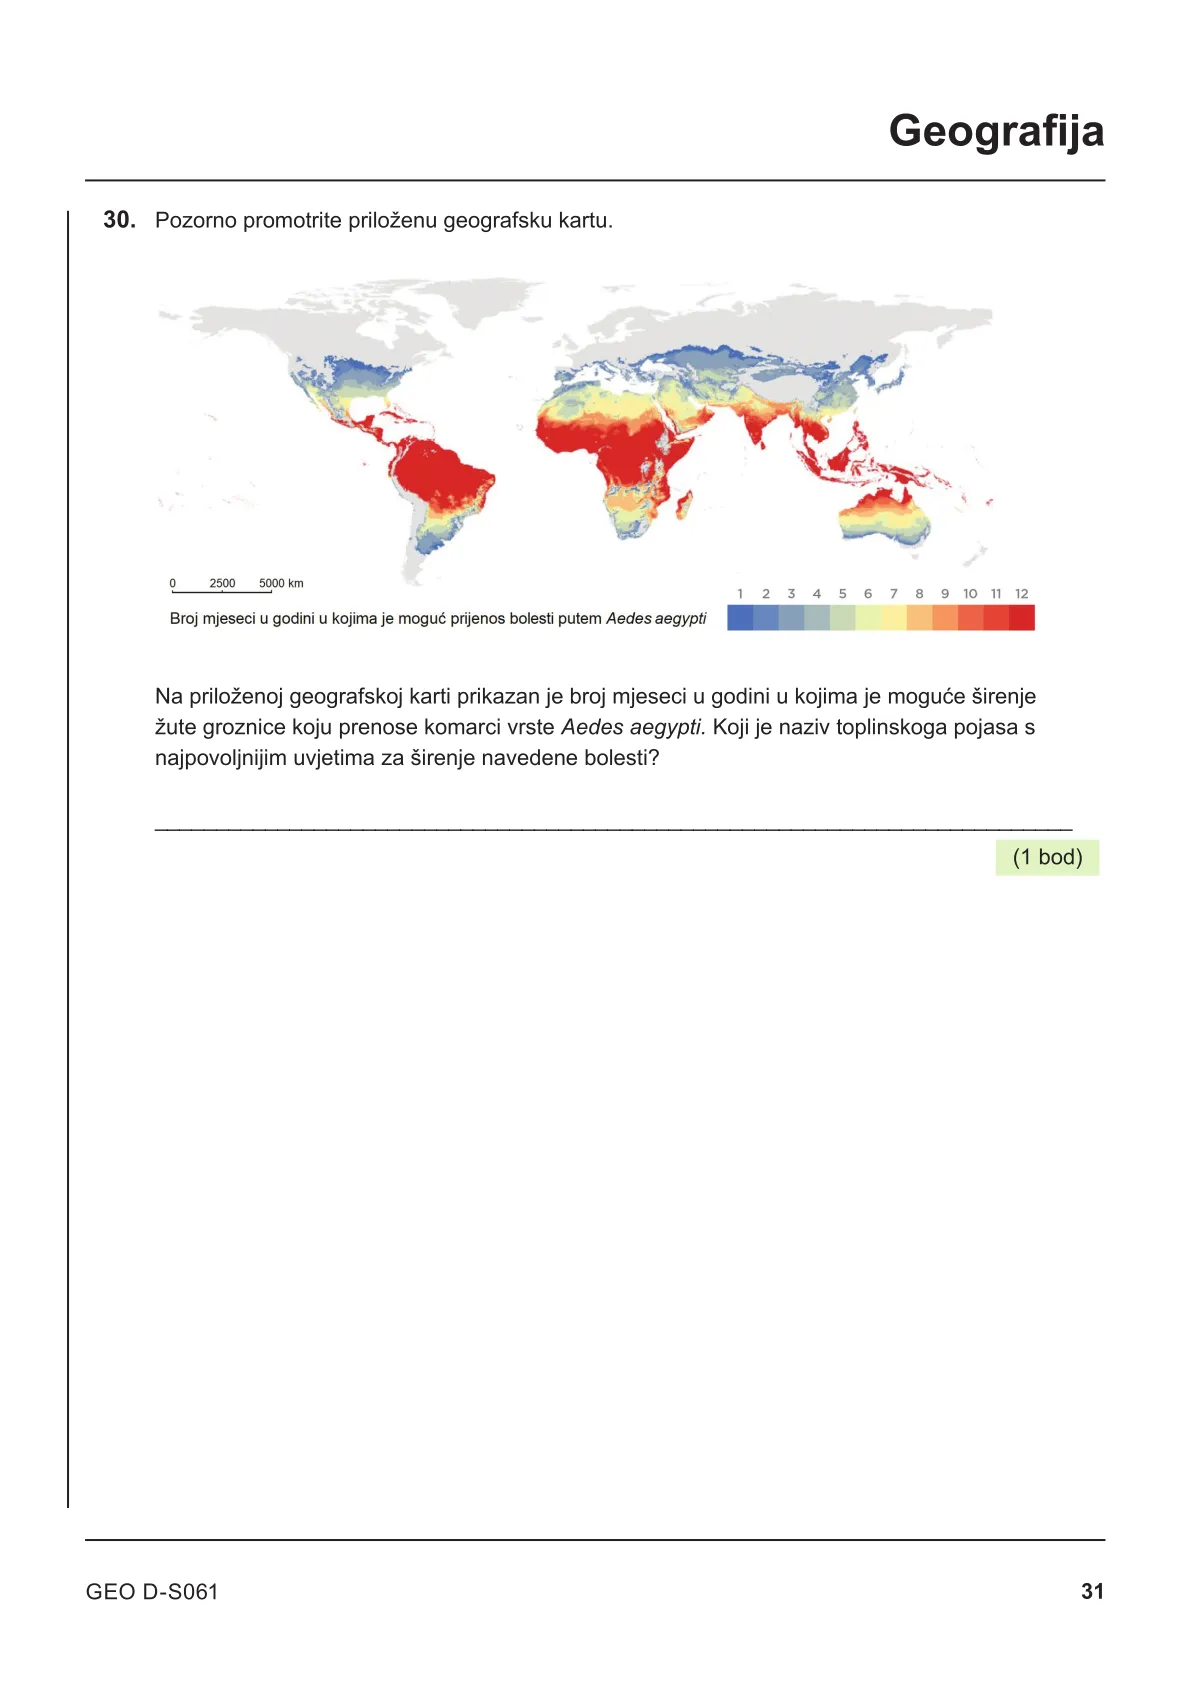 Geografija
30. Pozorno promotrite priloženu geografsku kartu.
0 2500 5000 km
1 2 3 4 5 6 7 8 9 10 11 12
Broj mjeseci u godini u kojima je moguć prijenos bolesti putem Aedes aegypti
Na priloženoj geografskoj karti prikazan je broj mjeseci u godini u kojima je moguće širenje
žute groznice koju prenose komarci vrste Aedes aegypti. Koji je naziv toplinskoga pojasa s
najpovoljnijim uvjetima za širenje navedene bolesti?
(1 bod)
GEO D-S061
31